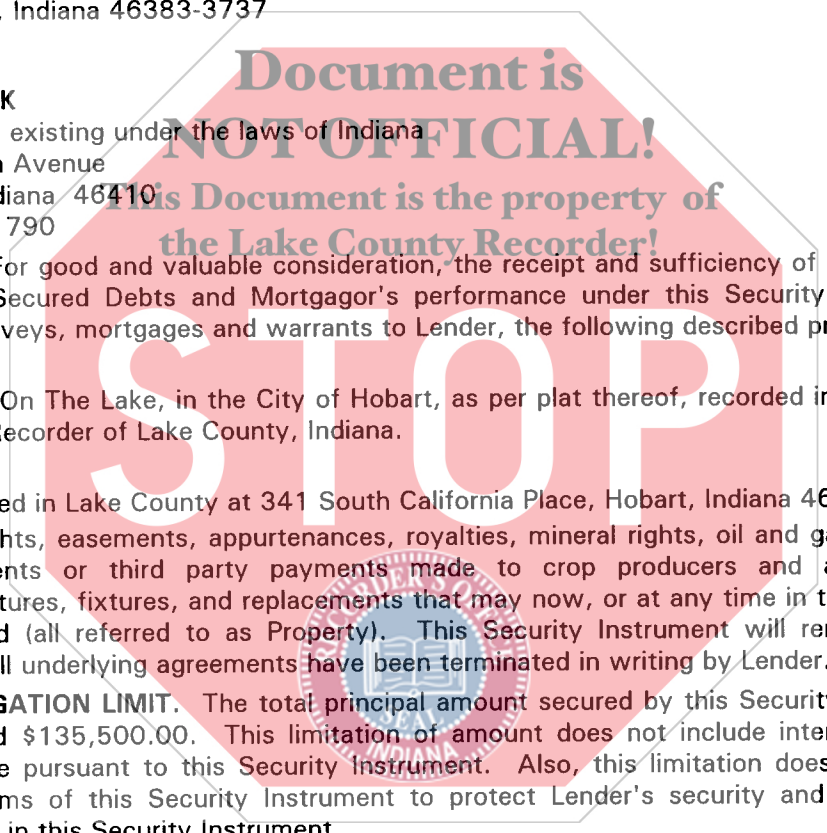 , Indiana 46383-3737
Document is
K
existing under the laws of Indiana
NOT OFFICIAL!
Avenue
diana 46410
This Document is the property of
790
the Lake County Recorder!
for good and valuable consideration, the receipt and sufficiency of
Secured Debts and Mortgagor's performance under this Security
veys, mortgages and warrants to Lender, the following described pr
STOP
On The Lake, in the City of Hobart, as per plat thereof, recorded in
ecorder of Lake County, Indiana.
ed in Lake County at 341 South California Place, Hobart, Indiana 46
hts, easements, appurtenances, royalties, mineral rights, oil and ga
ents or third party payments made to crop producers and a
tures, fixtures, and replacements that may now, or at any time in t
d (all referred to as Property). This Security Instrument will re
ll underlying agreements have been terminated in writing by Lender.
RECORDER'S OFFICE
SEAL
INDIANA
GATION LIMIT. The total principal amount secured by this Securit
d $135,500.00. This limitation of amount does not include inte
e pursuant to this Security Instrument. Also, this limitation does
ms of this Security Instrument to protect Lender's security and
in this Security Instrument